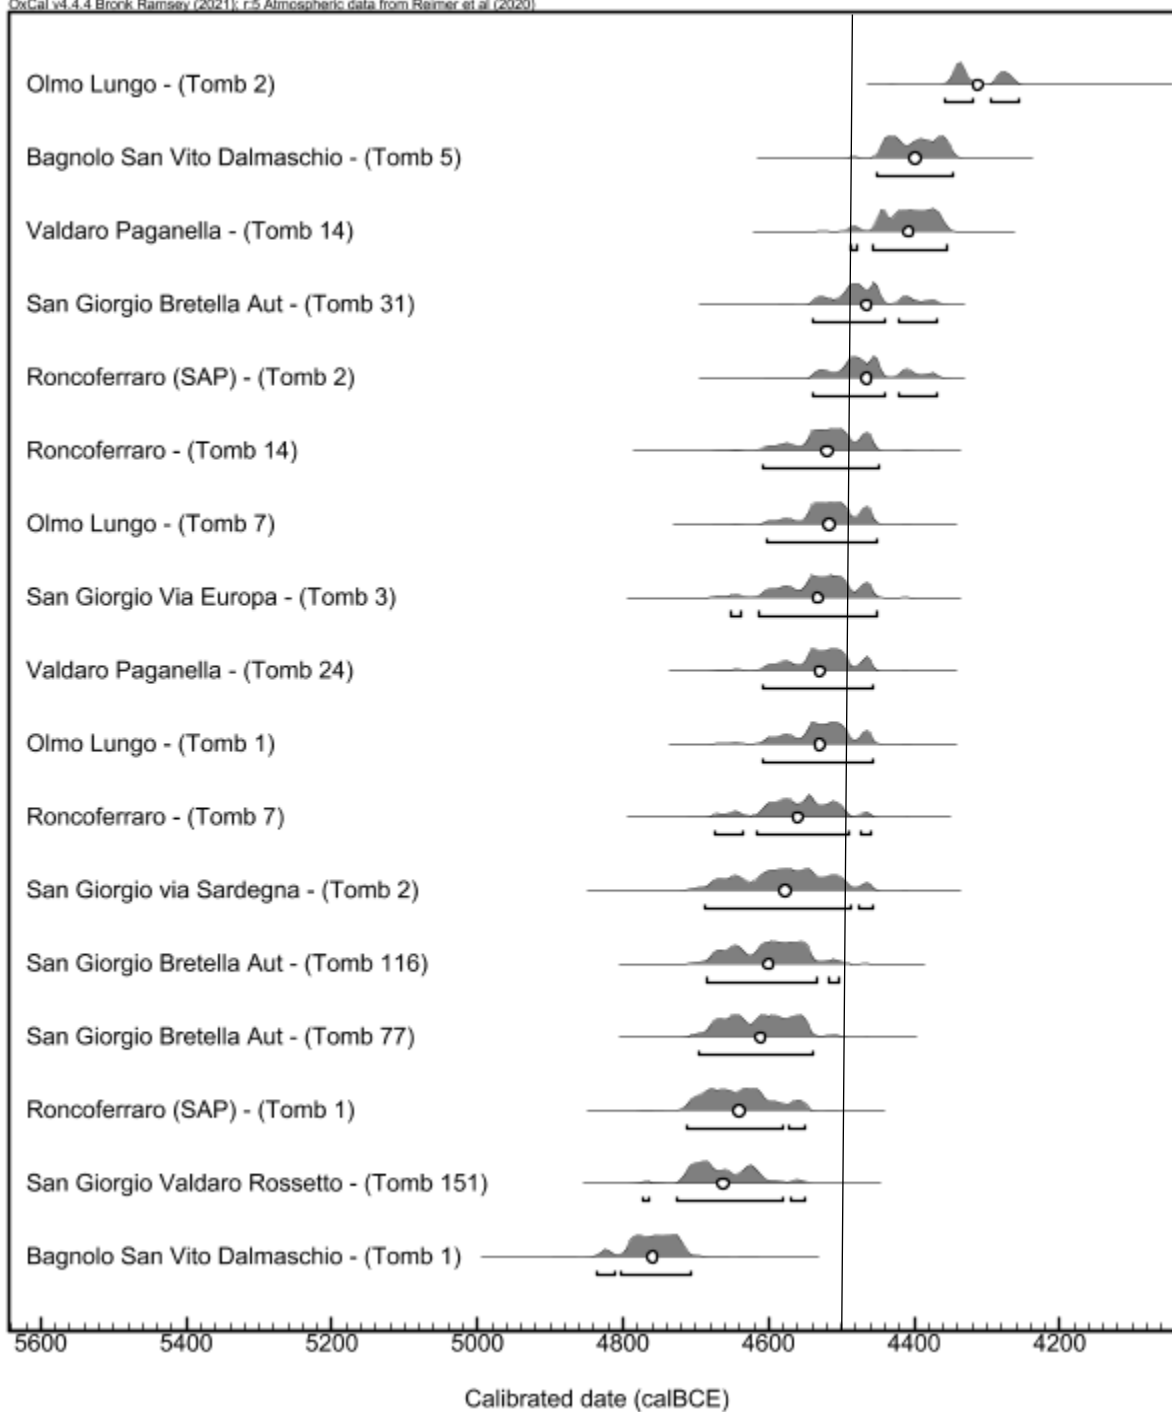 OxCal v4.4.4 Bronk Ramsey (2021); r:5 Atmospheric data from Reimer et al (2020)
Olmo Lungo - (Tomb 2)
Bagnolo San Vito Dalmaschio - (Tomb 5)
Valdaro Paganella - (Tomb 14)
San Giorgio Bretella Aut - (Tomb 31)
Roncoferraro (SAP) - (Tomb 2)
Roncoferraro - (Tomb 14)
Olmo Lungo - (Tomb 7)
San Giorgio Via Europa - (Tomb 3)
Valdaro Paganella - (Tomb 24)
Olmo Lungo - (Tomb 1)
Roncoferraro - (Tomb 7)
San Giorgio via Sardegna - (Tomb 2)
San Giorgio Bretella Aut - (Tomb 116)
San Giorgio Bretella Aut - (Tomb 77)
Roncoferraro (SAP) - (Tomb 1)
San Giorgio Valdaro Rossetto - (Tomb 151)
Bagnolo San Vito Dalmaschio - (Tomb 1)
5600 5400 5200 5000 4800 4600 4400 4200
Calibrated date (calBCE)